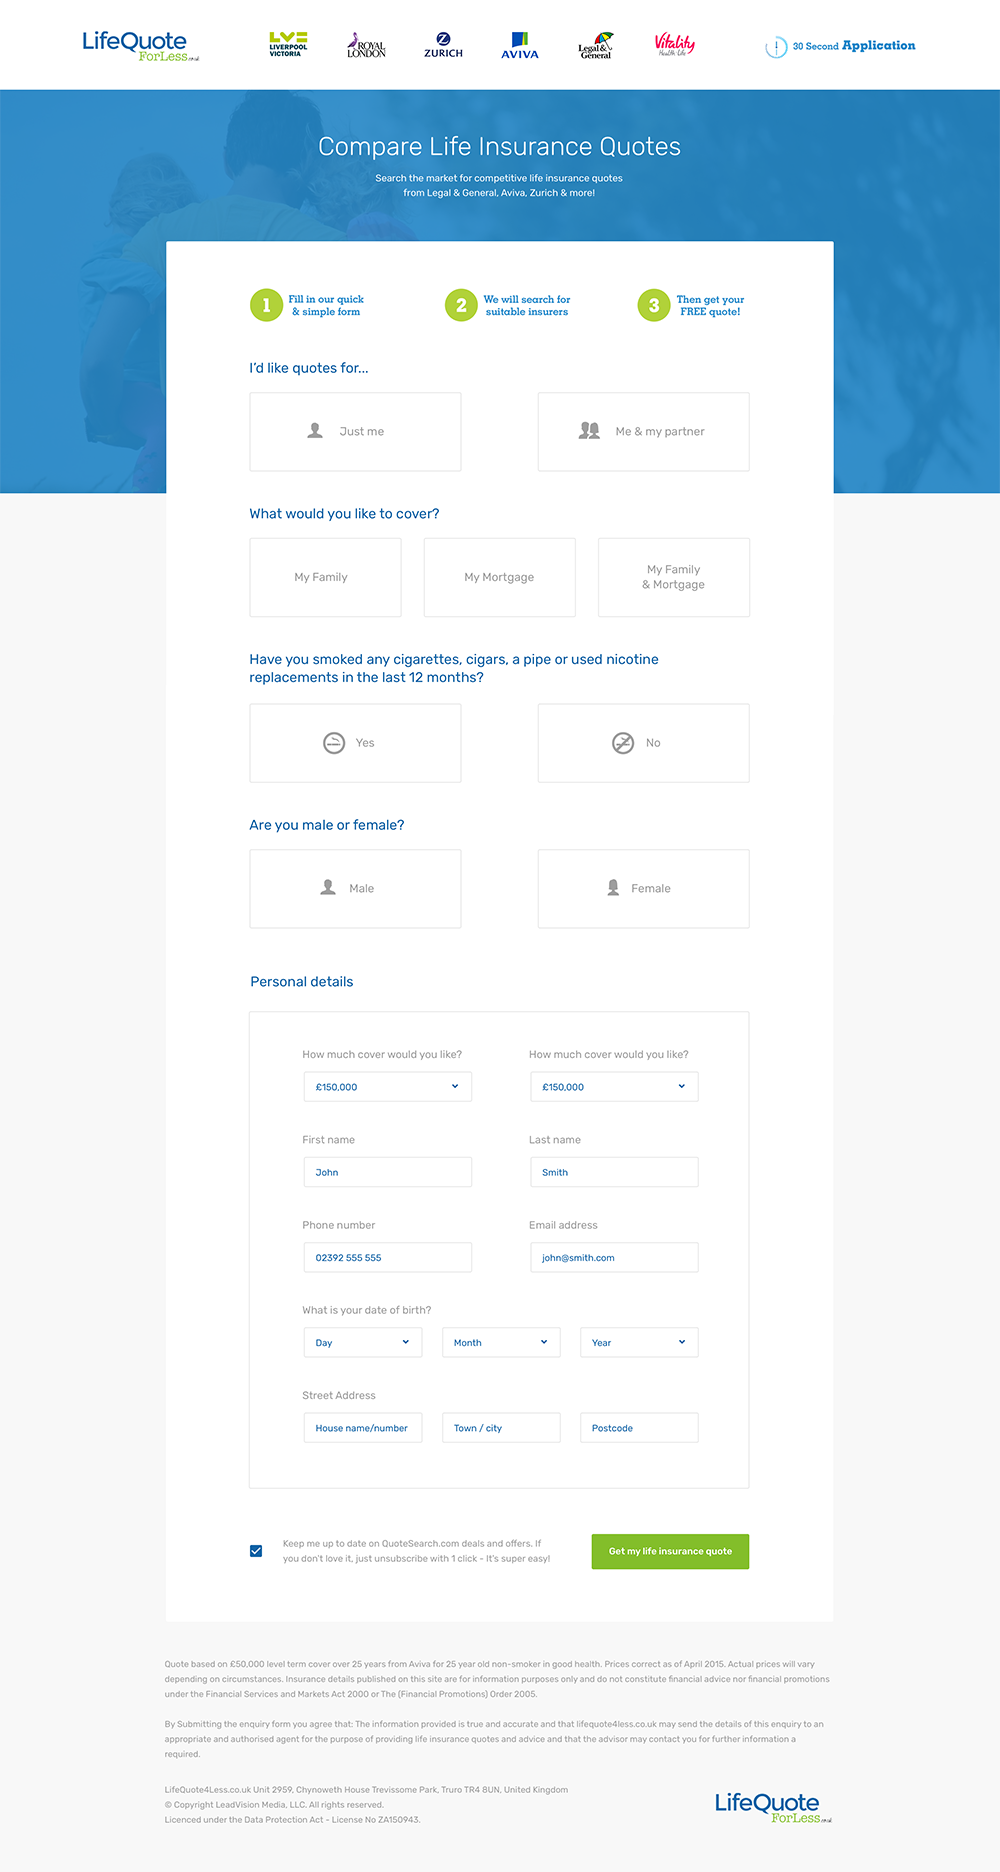 LifeQuote
ForLess.co.uk
LV=
LIVERPOOL
VICTORIA
ROYAL
LONDON
ZURICH
AVIVA
Legal &
General
Vitality
Health·Life
30 Second Application
Compare Life Insurance Quotes
Search the market for competitive life insurance quotes
from Legal & General, Aviva, Zurich & more!
1 Fill in our quick
& simple form
2 We will search for
suitable insurers
3 Then get your
FREE quote!
I'd like quotes for...
Just me
Me & my partner
What would you like to cover?
My Family
My Mortgage
My Family
& Mortgage
Have you smoked any cigarettes, cigars, a pipe or used nicotine
replacements in the last 12 months?
Yes
No
Are you male or female?
Male
Female
Personal details
How much cover would you like?
How much cover would you like?
£150,000
£150,000
First name
Last name
John
Smith
Phone number
Email address
02392 555 555
john@smith.com
What is your date of birth?
Day
Month
Year
Street Address
House name/number
Town / city
Postcode
Keep me up to date on QuoteSearch.com deals and offers. If
you don't love it, just unsubscribe with 1 click - It's super easy!
Get my life insurance quote
Quote based on £50,000 level term cover over 25 years from Aviva for 25 year old non-smoker in good health. Prices correct as of April 2015. Actual prices will vary
depending on circumstances. Insurance details published on this site are for information purposes only and do not constitute financial advice nor financial promotions
under the Financial Services and Markets Act 2000 or The (Financial Promotions) Order 2005.
By Submitting the enquiry form you agree that: The information provided is true and accurate and that lifequote4less.co.uk may send the details of this enquiry to an
appropriate and authorised agent for the purpose of providing life insurance quotes and advice and that the advisor may contact you for further information a
required.
LifeQuote4Less.co.uk Unit 2959, Chynoweth House Trevissome Park, Truro TR4 8UN, United Kingdom
© Copyright LeadVision Media, LLC. All rights reserved.
Licenced under the Data Protection Act - License No ZA150943.
LifeQuote
ForLess.co.uk